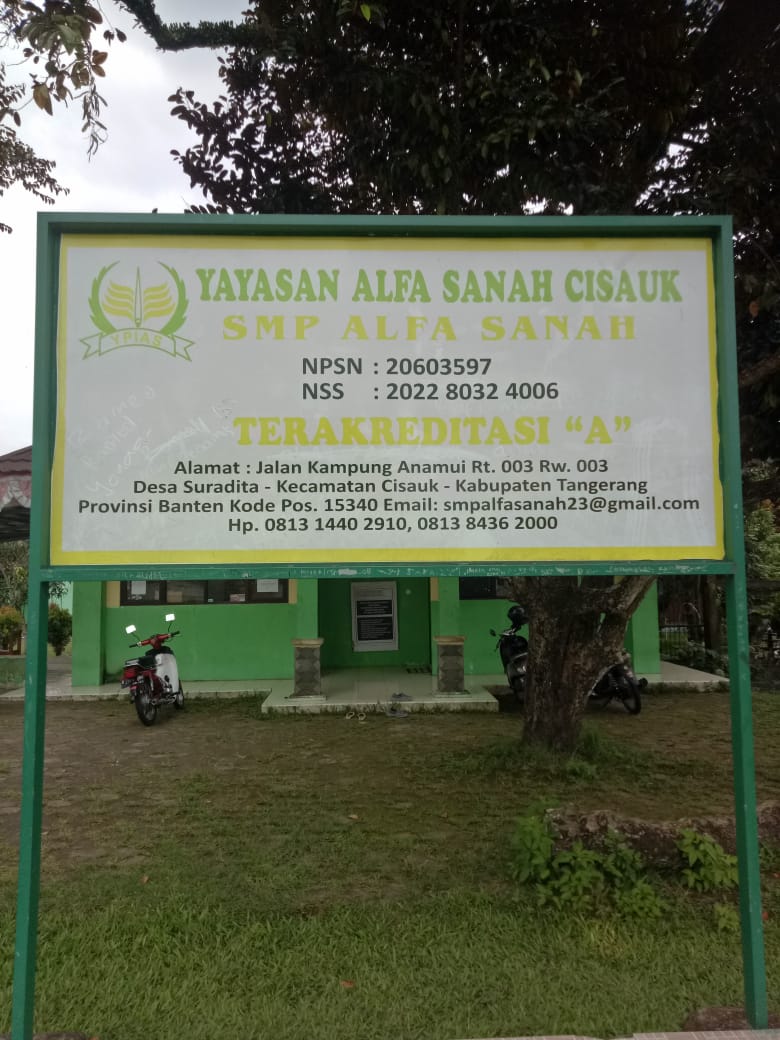 YPIAS
YAYASAN ALFA SANAH CISAUK
SMP ALFA SANAH
NPSN : 20603597
NSS : 2022 8032 4006
TERAKREDITASI “A”
Alamat : Jalan Kampung Anamui Rt. 003 Rw. 003
Desa Suradita - Kecamatan Cisauk - Kabupaten Tangerang
Provinsi Banten Kode Pos. 15340 Email: smpalfasanah23@gmail.com
Hp. 0813 1440 2910, 0813 8436 2000